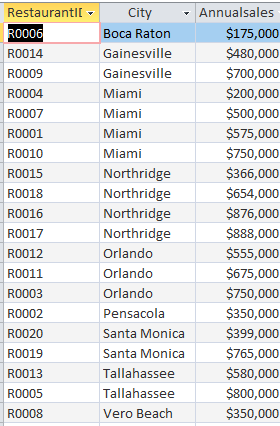 RestaurantID City Annualsales
R0006 Boca Raton $175,000
R0014 Gainesville $480,000
R0009 Gainesville $700,000
R0004 Miami $200,000
R0007 Miami $500,000
R0001 Miami $575,000
R0010 Miami $750,000
R0015 Northridge $366,000
R0018 Northridge $654,000
R0016 Northridge $876,000
R0017 Northridge $888,000
R0012 Orlando $555,000
R0011 Orlando $675,000
R0003 Orlando $750,000
R0002 Pensacola $350,000
R0020 Santa Monica $399,000
R0019 Santa Monica $765,000
R0013 Tallahassee $580,000
R0005 Tallahassee $800,000
R0008 Vero Beach $350,000